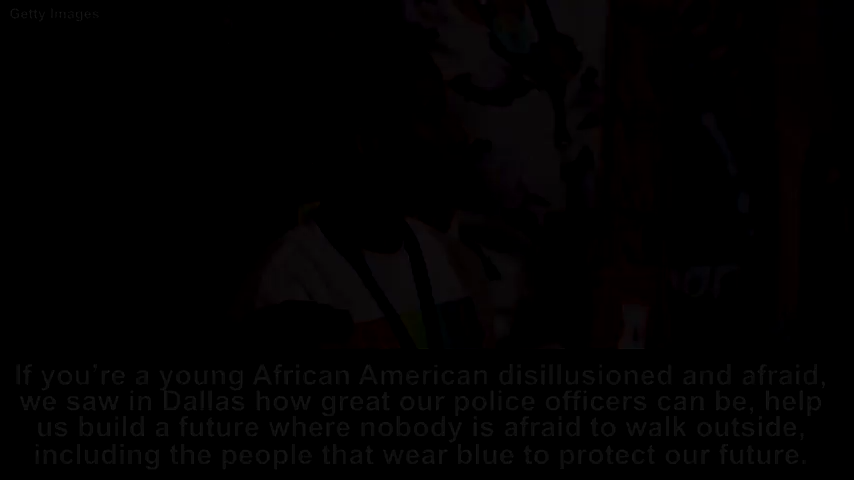 Getty Images
If you're a young African American disillusioned and afraid,
we saw in Dallas how great our police officers can be, help
us build a future where nobody is afraid to walk outside,
including the people that wear blue to protect our future.